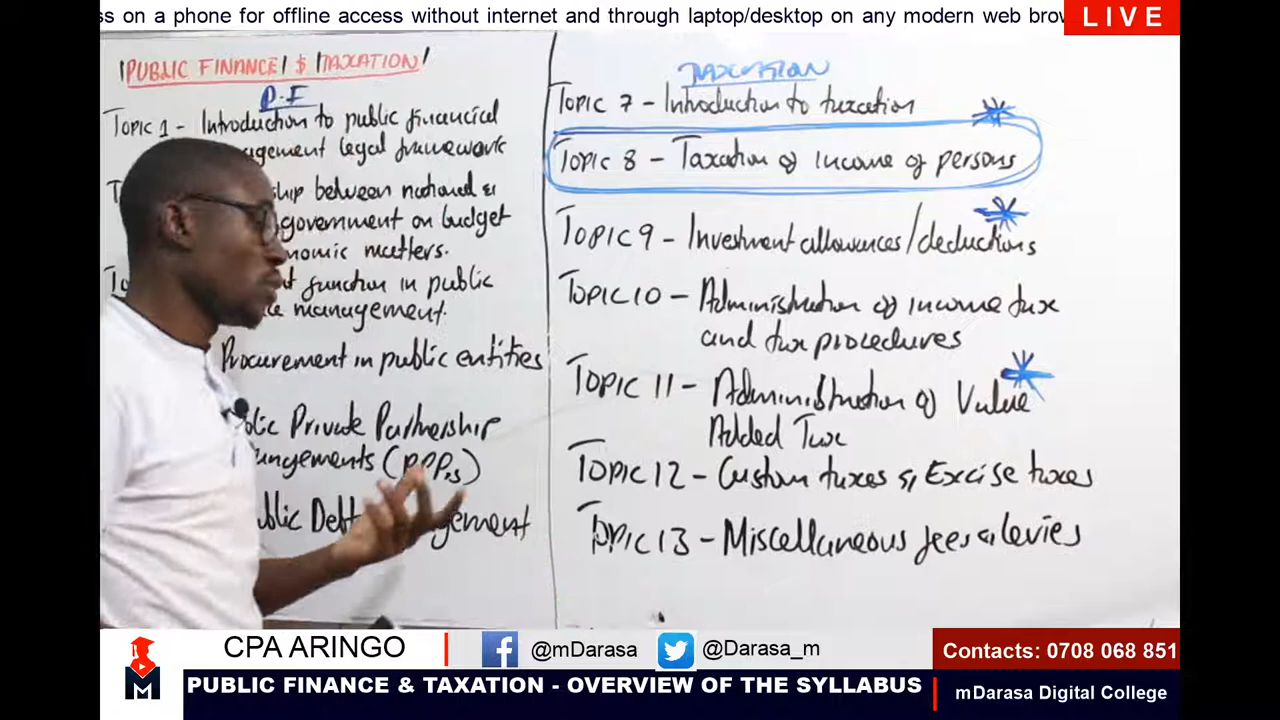 ss on a phone for offline access without internet and through laptop/desktop on any modern web brow
LIVE
PUBLIC FINANCE & TAXATION
P.F
Topic 1 - Introduction to public financial
agement legal framework
ship between national &
government on budget
onomic matters.
function in public
management.
Procurement in public entities
blic Private Partnership
angements (PPP,s)
ublic Debt gement
TAXATION
Topic 7 - Introduction to taxation
Topic 8 - Taxation of income of persons
Topic 9 - Investment allowances/deductions
Topic 10 - Administration of income tax
and tax procedures
Topic 11 - Administration of Value
Added Tax
Topic 12 - Custom taxes & Excise taxes
Topic 13 - Miscellaneous fees & levies
CPA ARINGO
@mDarasa
@Darasa_m
Contacts: 0708 068 851
M
PUBLIC FINANCE & TAXATION - OVERVIEW OF THE SYLLABUS
mDarasa Digital College